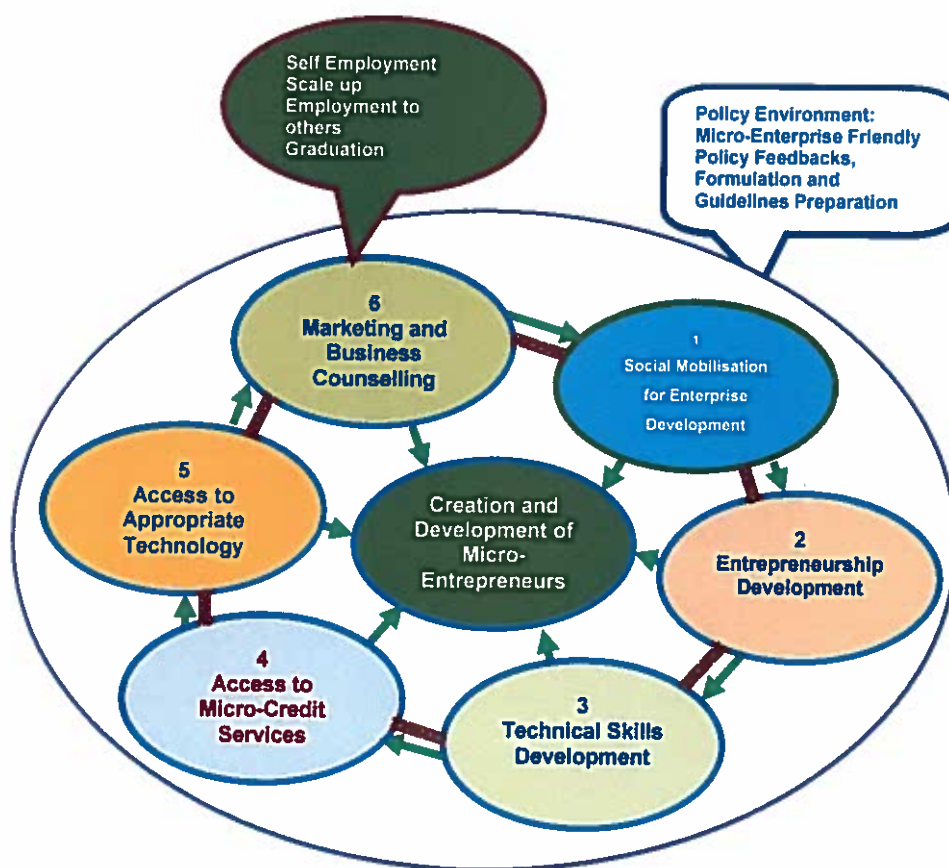 Self Employment
Scale up
Employment to
others
Graduation
Policy Environment:
Micro-Enterprise Friendly
Policy Feedbacks,
Formulation and
Guidelines Preparation
6
Marketing and
Business
Counselling
1
Social Mobilisation
for Enterprise
Development
5
Access to
Appropriate
Technology
Creation and
Development of
Micro-
Entrepreneurs
2
Entrepreneurship
Development
4
Access to
Micro-Credit
Services
3
Technical Skills
Development